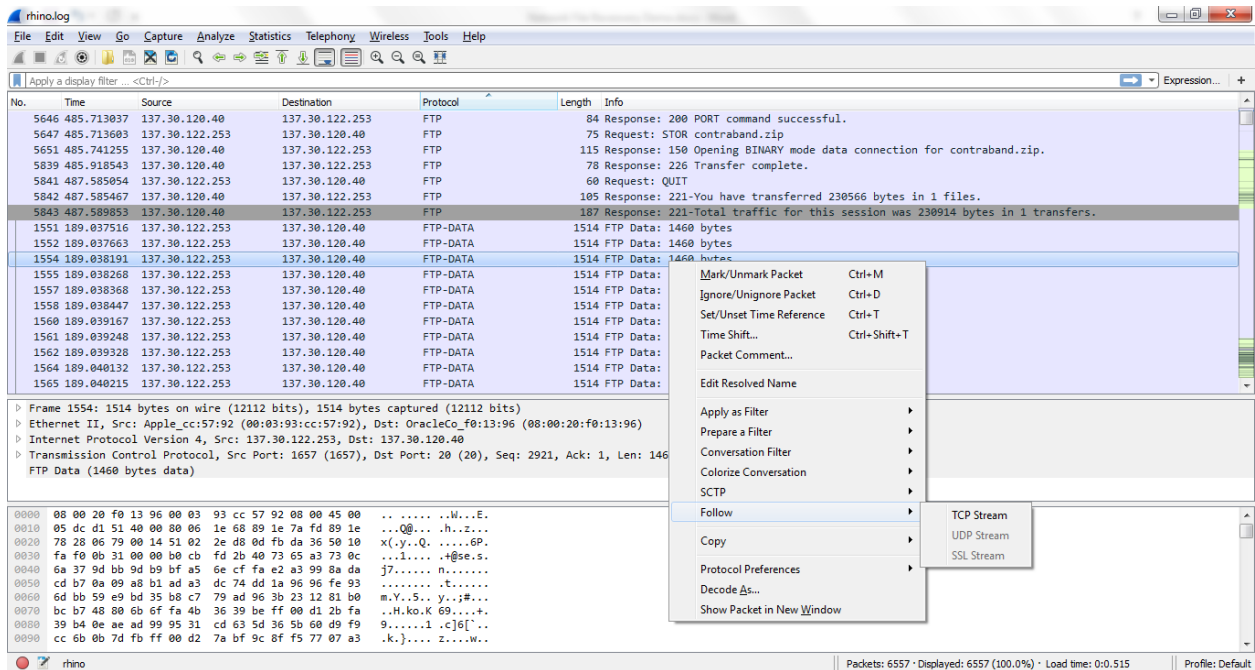 rhino.log
File Edit View Go Capture Analyze Statistics Telephony Wireless Tools Help
Apply a display filter ... <Ctrl-/> Expression... +
No. Time Source Destination Protocol Length Info
5646 485.713037 137.30.120.40 137.30.122.253 FTP 84 Response: 200 PORT command successful.
5647 485.713603 137.30.122.253 137.30.120.40 FTP 75 Request: STOR contraband.zip
5651 485.741255 137.30.120.40 137.30.122.253 FTP 115 Response: 150 Opening BINARY mode data connection for contraband.zip.
5839 485.918543 137.30.120.40 137.30.122.253 FTP 78 Response: 226 Transfer complete.
5841 487.585054 137.30.122.253 137.30.120.40 FTP 60 Request: QUIT
5842 487.585467 137.30.120.40 137.30.122.253 FTP 105 Response: 221-You have transferred 230566 bytes in 1 files.
5843 487.589853 137.30.120.40 137.30.122.253 FTP 187 Response: 221-Total traffic for this session was 230914 bytes in 1 transfers.
1551 189.037516 137.30.122.253 137.30.120.40 FTP-DATA 1514 FTP Data: 1460 bytes
1552 189.037663 137.30.122.253 137.30.120.40 FTP-DATA 1514 FTP Data: 1460 bytes
1554 189.038191 137.30.122.253 137.30.120.40 FTP-DATA 1514 FTP Data: 1460 bytes
1555 189.038268 137.30.122.253 137.30.120.40 FTP-DATA 1514 FTP Data:
1557 189.038368 137.30.122.253 137.30.120.40 FTP-DATA 1514 FTP Data:
1558 189.038447 137.30.122.253 137.30.120.40 FTP-DATA 1514 FTP Data:
1560 189.039167 137.30.122.253 137.30.120.40 FTP-DATA 1514 FTP Data:
1561 189.039248 137.30.122.253 137.30.120.40 FTP-DATA 1514 FTP Data:
1562 189.039328 137.30.122.253 137.30.120.40 FTP-DATA 1514 FTP Data:
1564 189.040132 137.30.122.253 137.30.120.40 FTP-DATA 1514 FTP Data:
1565 189.040215 137.30.122.253 137.30.120.40 FTP-DATA 1514 FTP Data:
Mark/Unmark Packet Ctrl+M
Ignore/Unignore Packet Ctrl+D
Set/Unset Time Reference Ctrl+T
Time Shift... Ctrl+Shift+T
Packet Comment...
Edit Resolved Name
Apply as Filter
Prepare a Filter
Conversation Filter
Colorize Conversation
SCTP
Follow
Copy
Protocol Preferences
Decode As...
Show Packet in New Window
TCP Stream
UDP Stream
SSL Stream
Frame 1554: 1514 bytes on wire (12112 bits), 1514 bytes captured (12112 bits)
Ethernet II, Src: Apple_cc:57:92 (00:03:93:cc:57:92), Dst: OracleCo_f0:13:96 (08:00:20:f0:13:96)
Internet Protocol Version 4, Src: 137.30.122.253, Dst: 137.30.120.40
Transmission Control Protocol, Src Port: 1657 (1657), Dst Port: 20 (20), Seq: 2921, Ack: 1, Len: 146
FTP Data (1460 bytes data)
0000 08 00 20 f0 13 96 00 03 93 cc 57 92 08 00 45 00 .. ..... ..W...E.
0010 05 dc d1 51 40 00 80 06 1e 68 89 1e 7a fd 89 1e ...Q@... .h..z...
0020 78 28 06 79 00 14 51 02 2e d8 0d fb da 36 50 10 x(.y..Q. .....6P.
0030 fa f0 0b 31 00 00 b0 cb fd 2b 40 73 65 a3 73 0c ...1.... .+@se.s.
0040 6a 37 9d bb 9d b9 bf a5 6e cf fa e2 a3 99 8a da j7...... n.......
0050 cd b7 0a 09 a8 b1 ad a3 dc 74 dd 1a 96 96 fe 93 ........ .t......
0060 6d bb 59 e9 bd 35 b8 c7 79 ad 96 3b 23 12 81 b0 m.Y..5.. y..;#...
0070 bc b7 48 80 6b 6f fa 4b 36 39 be ff 00 d1 2b fa ..H.ko.K 69....+.
0080 39 b4 0e ae ad 99 95 31 cd 63 5d 36 5b 60 d9 f9 9......1 .c]6[`..
0090 cc 6b 0b 7d fb ff 00 d2 7a bf 9c 8f f5 77 07 a3 .k.}.... z....w..
rhino Packets: 6557 · Displayed: 6557 (100.0%) · Load time: 0:0.515 Profile: Default